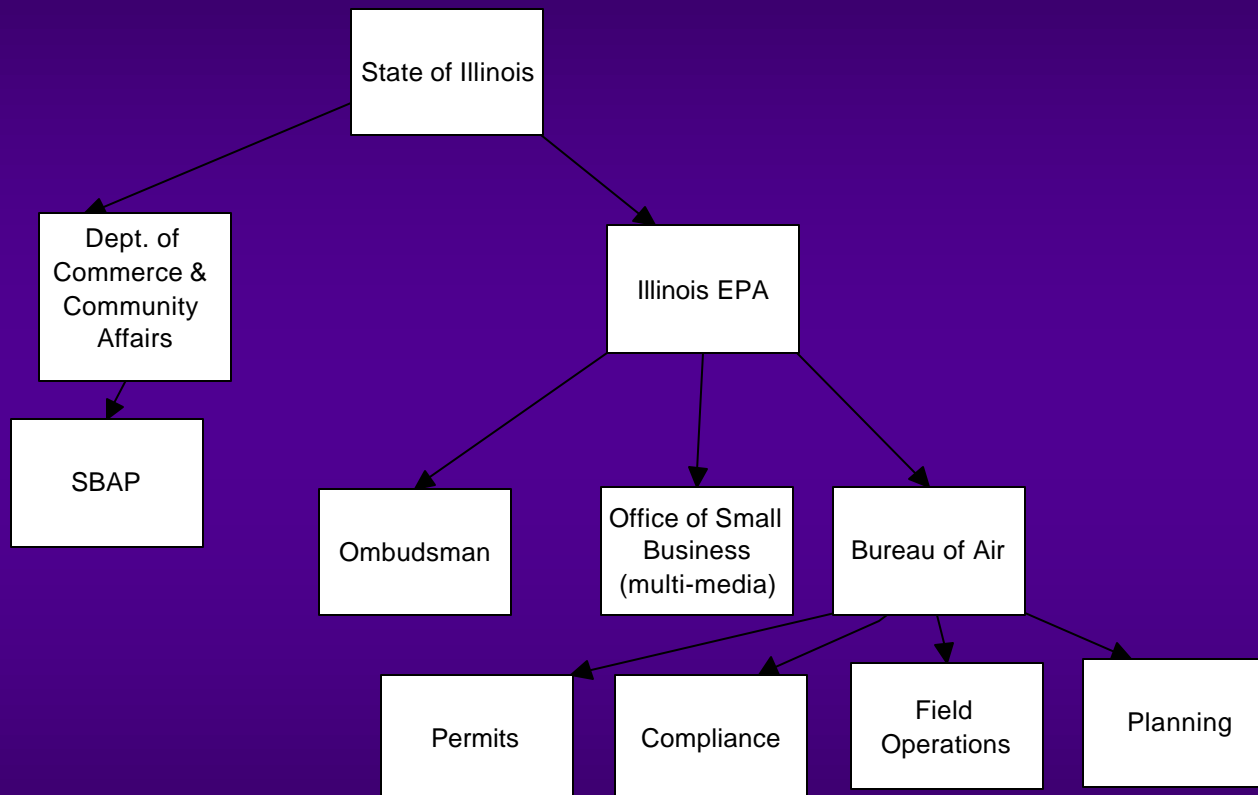 State of Illinois
Dept. of
Commerce &
Community
Affairs
Illinois EPA
SBAP
Ombudsman
Office of Small
Business
(multi-media)
Bureau of Air
Permits
Compliance
Field
Operations
Planning